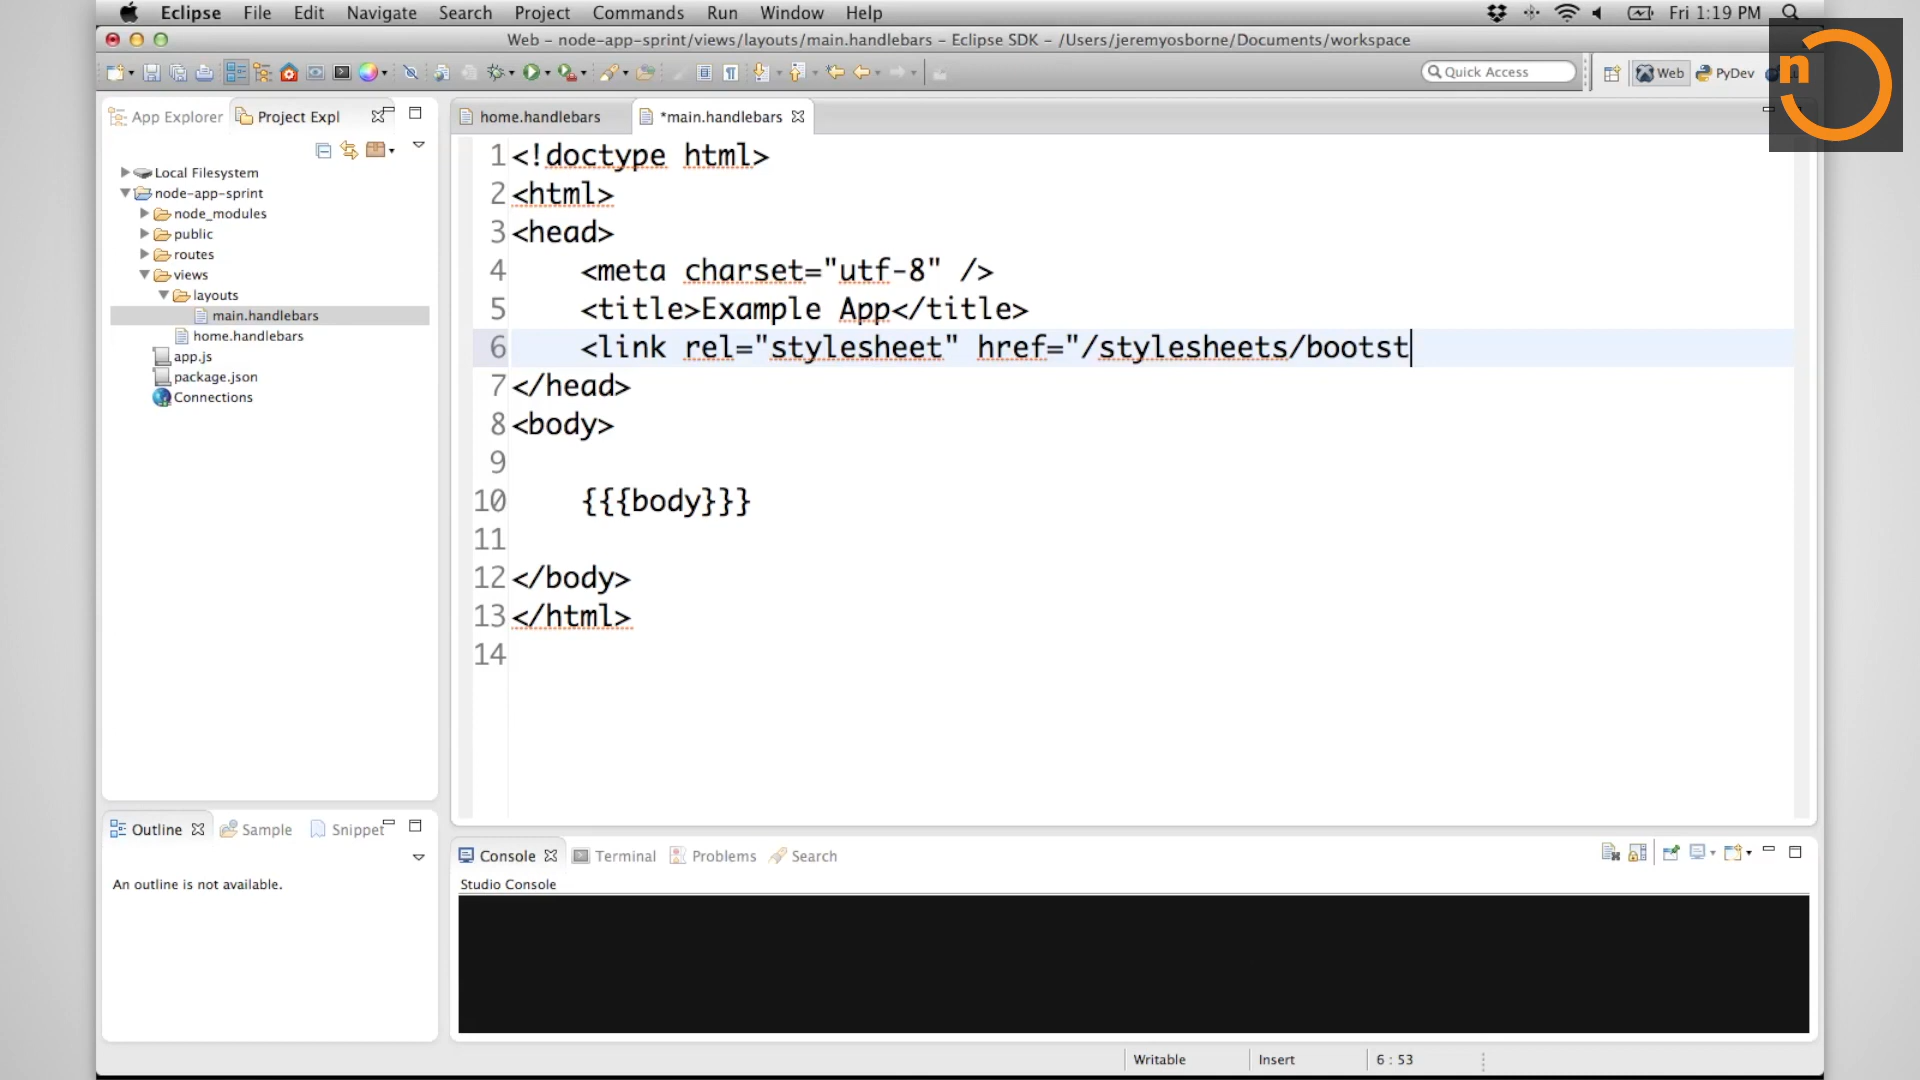 Eclipse File Edit Navigate Search Project Commands Run Window Help Fri 1:19 PM
Web – node-app-sprint/views/layouts/main.handlebars – Eclipse SDK – /Users/jeremyosborne/Documents/workspace
Quick Access
Web
PyDev
n
App Explorer
Project Expl
Local Filesystem
node-app-sprint
node_modules
public
routes
views
layouts
main.handlebars
home.handlebars
app.js
package.json
Connections
home.handlebars
*main.handlebars
1 <!doctype html>
2 <html>
3 <head>
4     <meta charset="utf-8" />
5     <title>Example App</title>
6     <link rel="stylesheet" href="/stylesheets/bootst
7 </head>
8 <body>
9
10     {{{body}}}
11
12 </body>
13 </html>
14
Outline
Sample
Snippet
An outline is not available.
Console
Terminal
Problems
Search
Studio Console
Writable
Insert
6 : 53